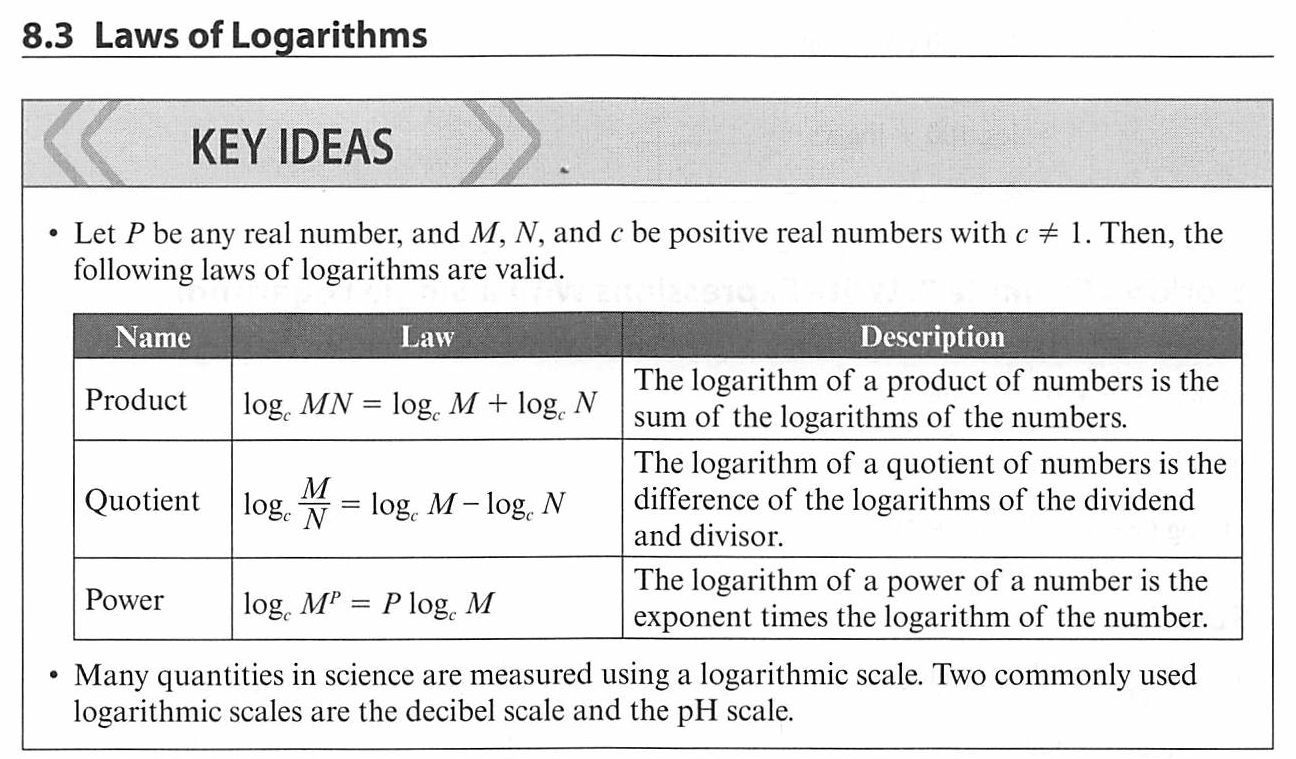 8.3 Laws of Logarithms
KEY IDEAS
• Let P be any real number, and M, N, and c be positive real numbers with c ≠ 1. Then, the
following laws of logarithms are valid.
Name Law Description
Product log_c MN = log_c M + log_c N The logarithm of a product of numbers is the
sum of the logarithms of the numbers.
Quotient log_c M/N = log_c M − log_c N The logarithm of a quotient of numbers is the
difference of the logarithms of the dividend
and divisor.
Power log_c M^P = P log_c M The logarithm of a power of a number is the
exponent times the logarithm of the number.
• Many quantities in science are measured using a logarithmic scale. Two commonly used
logarithmic scales are the decibel scale and the pH scale.